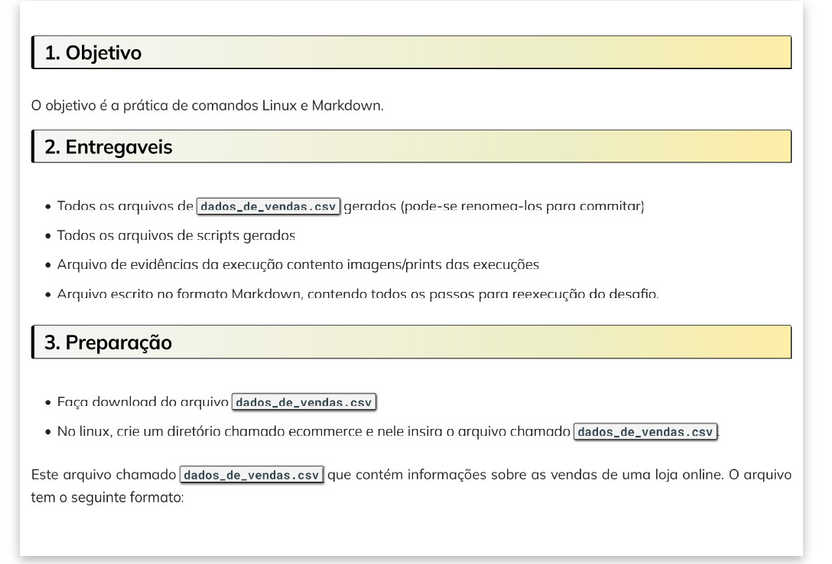 1. Objetivo
O objetivo é a prática de comandos Linux e Markdown.
2. Entregaveis
• Todos os arquivos de dados_de_vendas.csv gerados (pode-se renomea-los para commitar)
• Todos os arquivos de scripts gerados
• Arquivo de evidências da execução contento imagens/prints das execuções
• Arquivo escrito no formato Markdown, contendo todos os passos para reexecução do desafio.
3. Preparação
• Faça download do arquivo dados_de_vendas.csv
• No linux, crie um diretório chamado ecommerce e nele insira o arquivo chamado dados_de_vendas.csv.
Este arquivo chamado dados_de_vendas.csv que contém informações sobre as vendas de uma loja online. O arquivo
tem o seguinte formato: